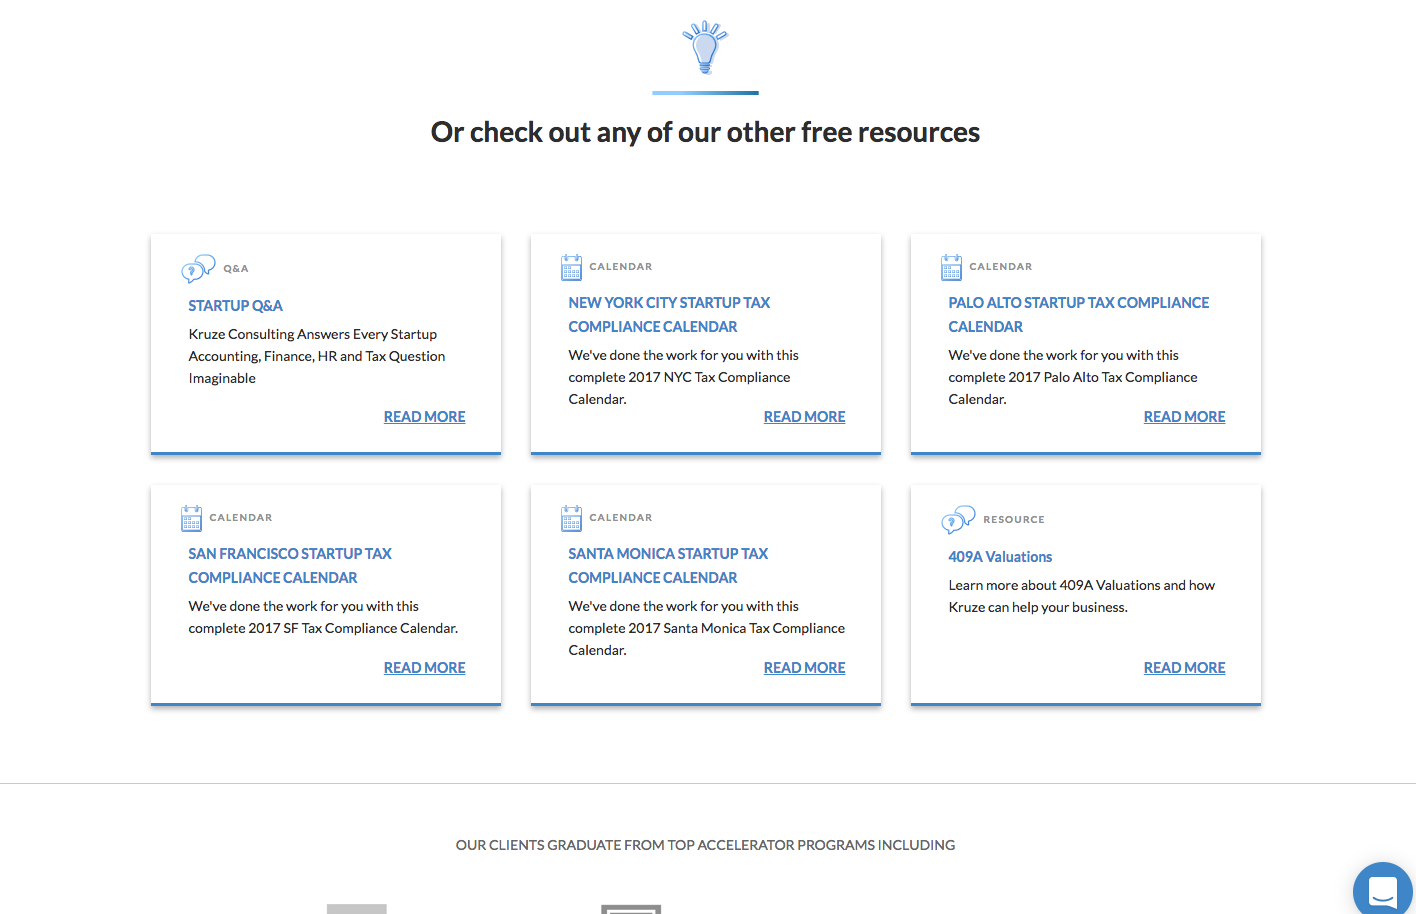 Or check out any of our other free resources
Q&A
STARTUP Q&A
Kruze Consulting Answers Every Startup
Accounting, Finance, HR and Tax Question
Imaginable
READ MORE
CALENDAR
NEW YORK CITY STARTUP TAX
COMPLIANCE CALENDAR
We've done the work for you with this
complete 2017 NYC Tax Compliance
Calendar.
READ MORE
CALENDAR
PALO ALTO STARTUP TAX COMPLIANCE
CALENDAR
We've done the work for you with this
complete 2017 Palo Alto Tax Compliance
Calendar.
READ MORE
CALENDAR
SAN FRANCISCO STARTUP TAX
COMPLIANCE CALENDAR
We've done the work for you with this
complete 2017 SF Tax Compliance Calendar.
READ MORE
CALENDAR
SANTA MONICA STARTUP TAX
COMPLIANCE CALENDAR
We've done the work for you with this
complete 2017 Santa Monica Tax Compliance
Calendar.
READ MORE
RESOURCE
409A Valuations
Learn more about 409A Valuations and how
Kruze can help your business.
READ MORE
OUR CLIENTS GRADUATE FROM TOP ACCELERATOR PROGRAMS INCLUDING